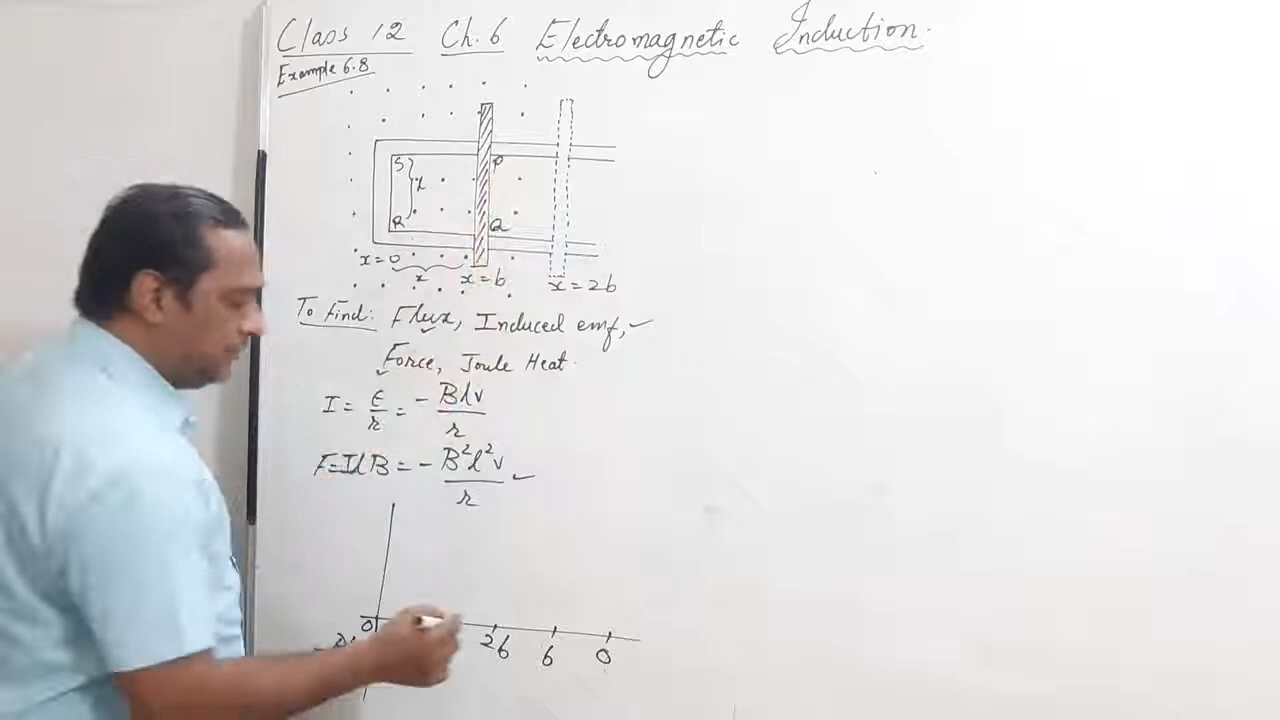 Class 12 Ch. 6 Electromagnetic Induction.
Example 6.8
S
P
l
R
Q
x=0
x
x=b
x=2b
To Find: Flux, Induced emf,
Force, Joule Heat.
I = ε/r = - Blv/r
F=IlB = - B²l²v/r
0
2b b 0